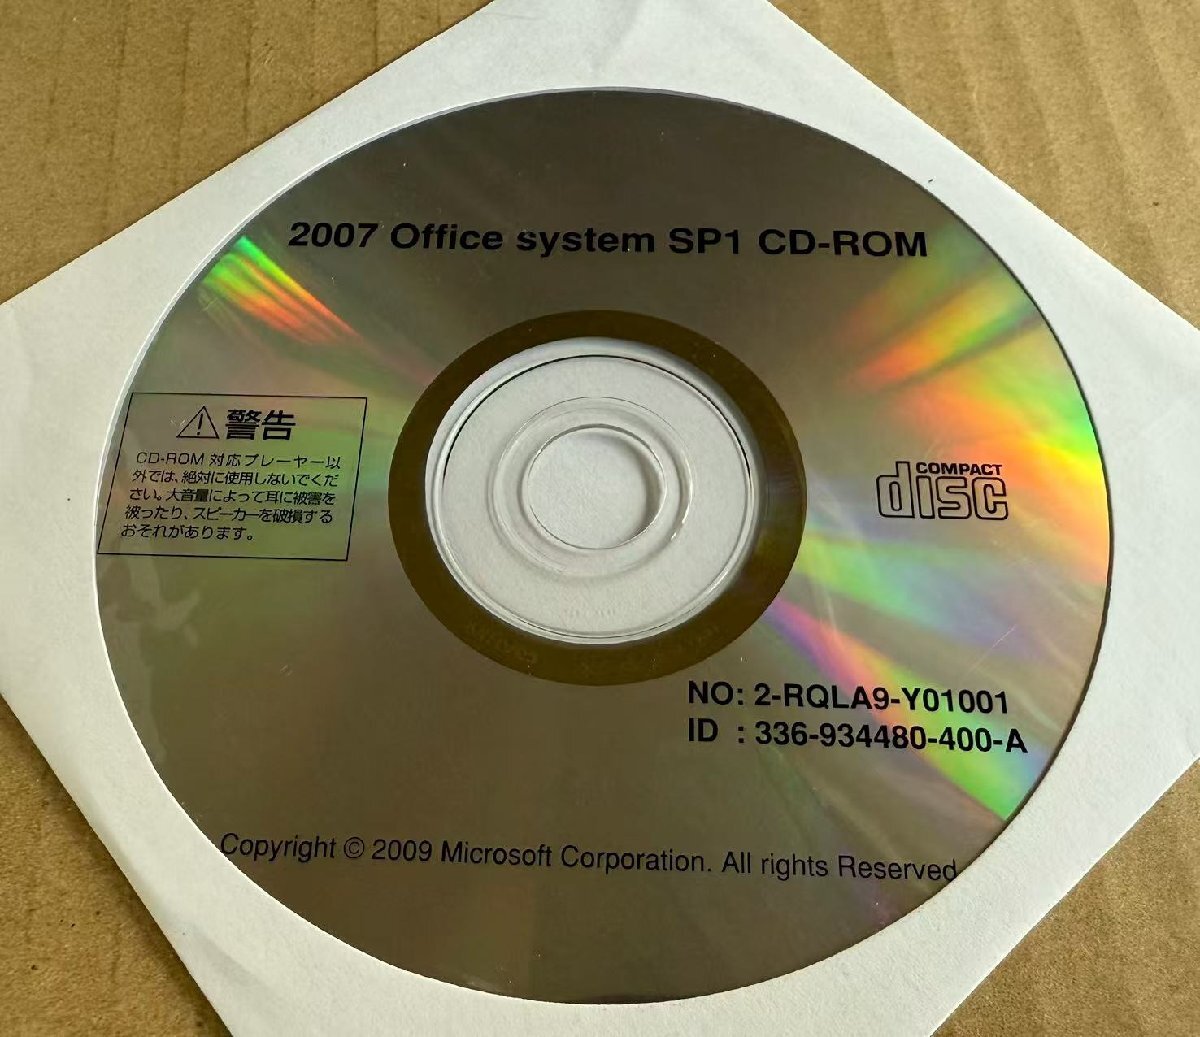 2007 Office system SP1 CD-ROM
警告
CD-ROM 対応プレーヤー以
外では、絶対に使用しないでくだ
さい。大音量によって耳に被害を
被ったり、スピーカーを破損する
おそれがあります。
COMPACT
disc
NO: 2-RQLA9-Y01001
ID : 336-934480-400-A
Copyright © 2009 Microsoft Corporation. All rights Reserved